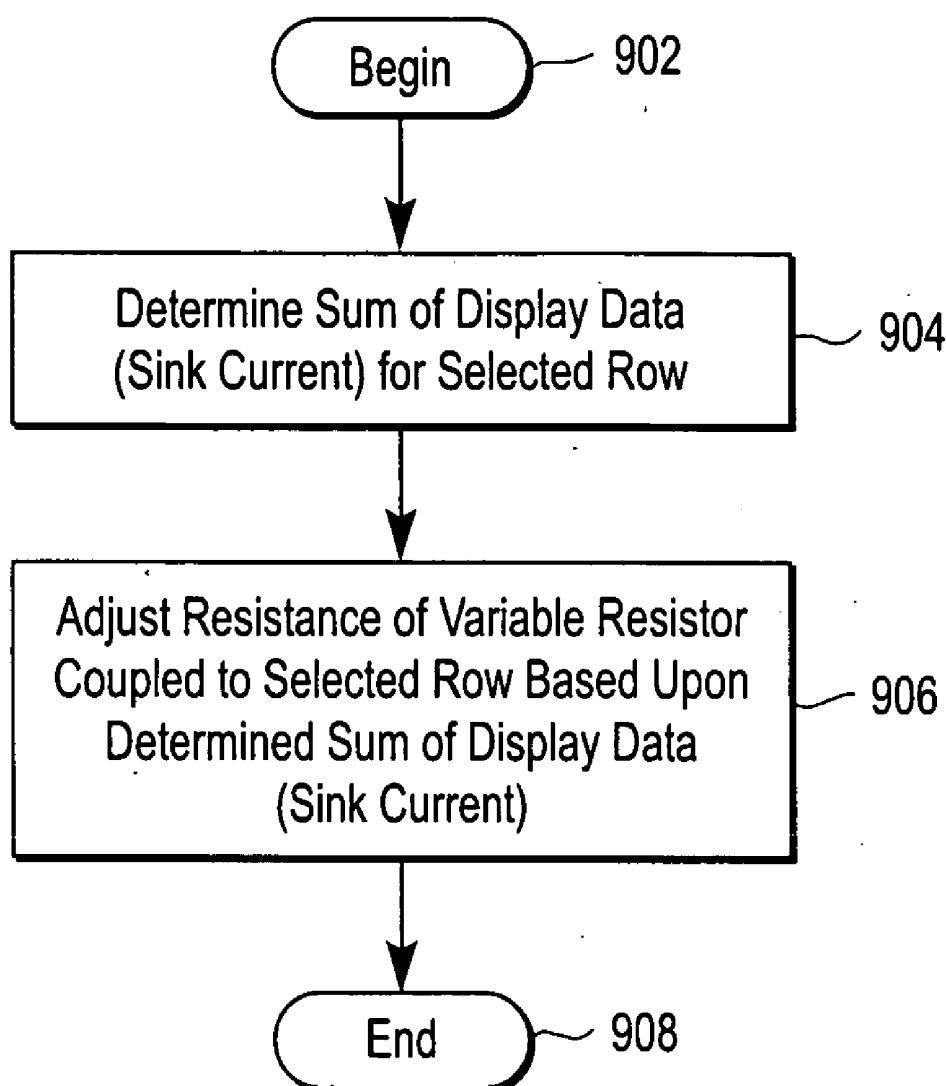 Begin
902
Determine Sum of Display Data
(Sink Current) for Selected Row
904
Adjust Resistance of Variable Resistor
Coupled to Selected Row Based Upon
Determined Sum of Display Data
(Sink Current)
906
End
908